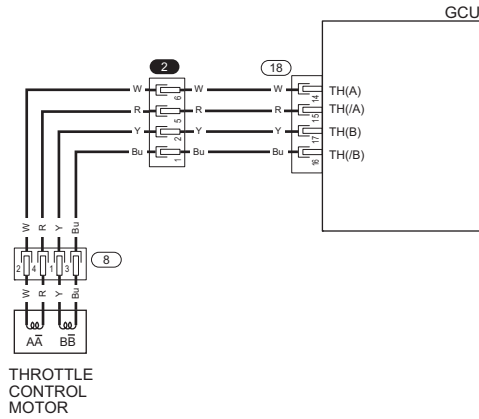 GCU
2 18
W W W TH(A)
6 14
R R R TH(/A)
5 15
Y Y Y TH(B)
2 17
Bu Bu Bu TH(/B)
1 16
W R Y Bu
2 4 1 3 8
W R Y Bu
AA̅ BB̅
THROTTLE
CONTROL
MOTOR